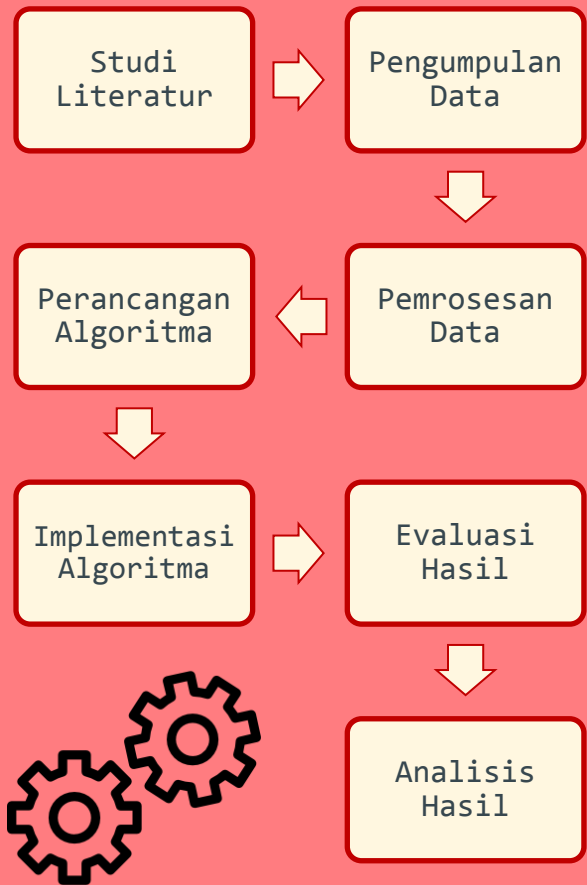 Studi
Literatur
Pengumpulan
Data
Pemrosesan
Data
Perancangan
Algoritma
Implementasi
Algoritma
Evaluasi
Hasil
Analisis
Hasil